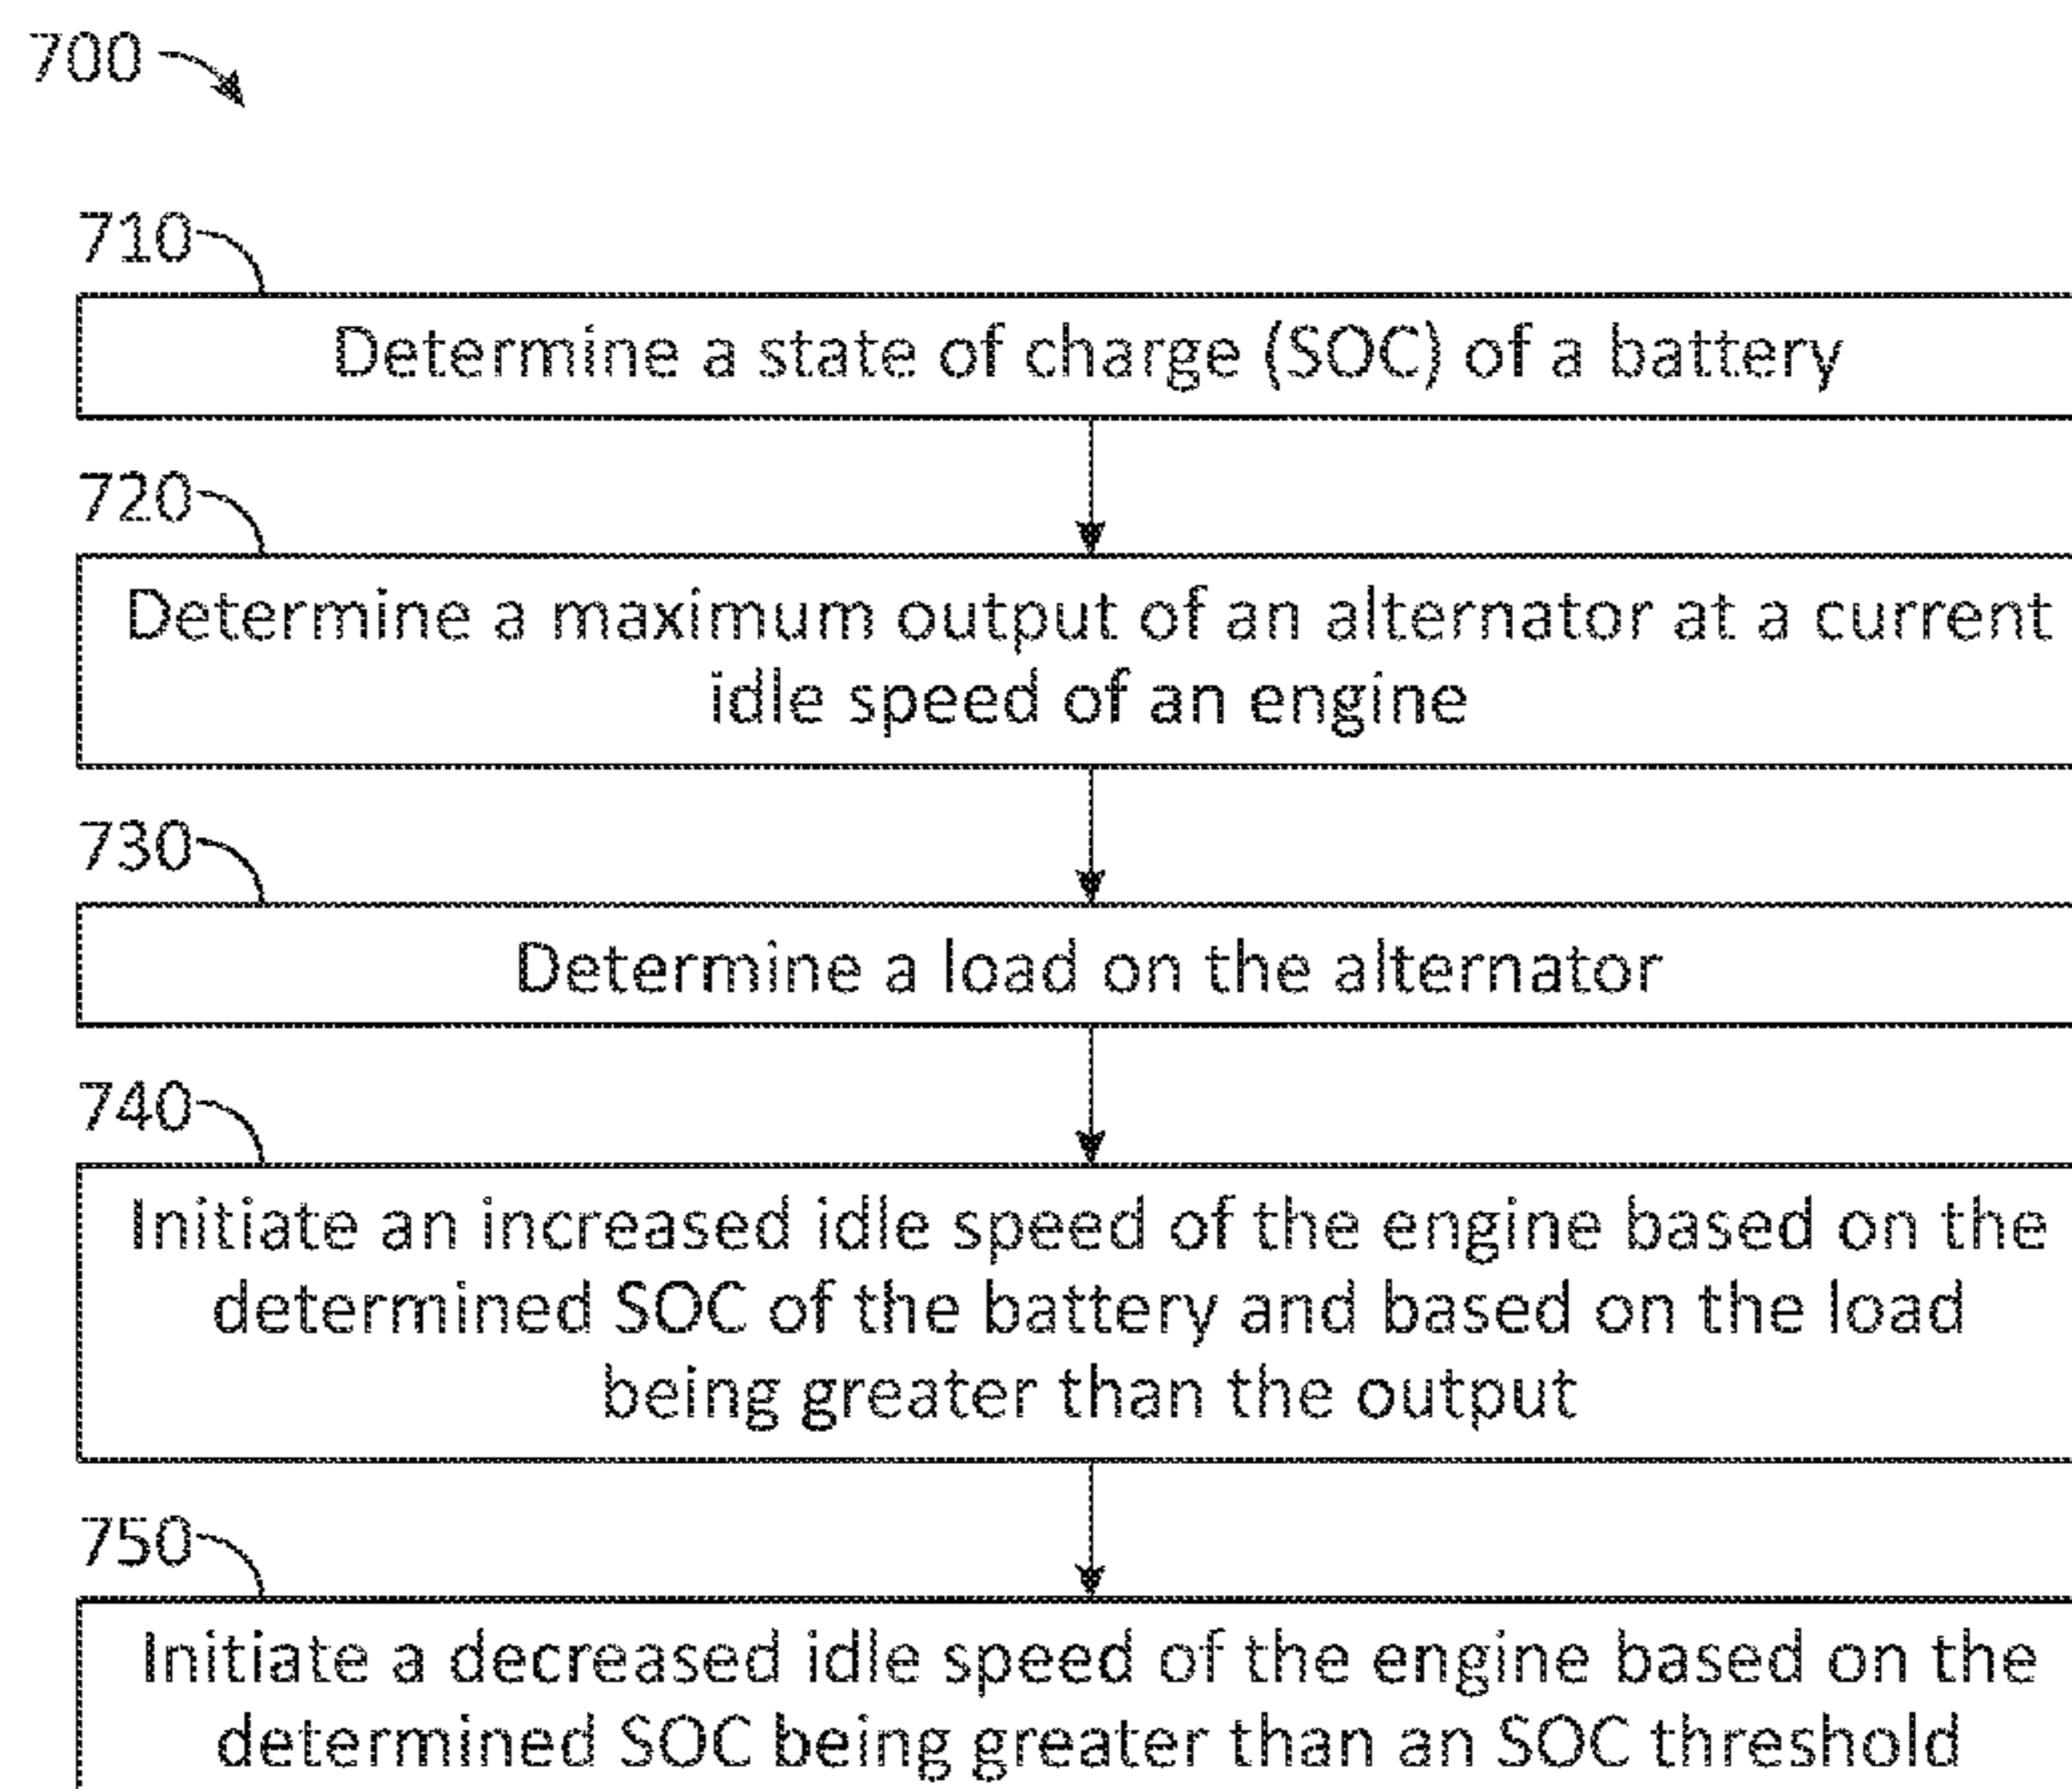 700
710
Determine a state of charge (SOC) of a battery
720
Determine a maximum output of an alternator at a current
idle speed of an engine
730
Determine a load on the alternator
740
Initiate an increased idle speed of the engine based on the
determined SOC of the battery and based on the load
being greater than the output
750
Initiate a decreased idle speed of the engine based on the
determined SOC being greater than an SOC threshold